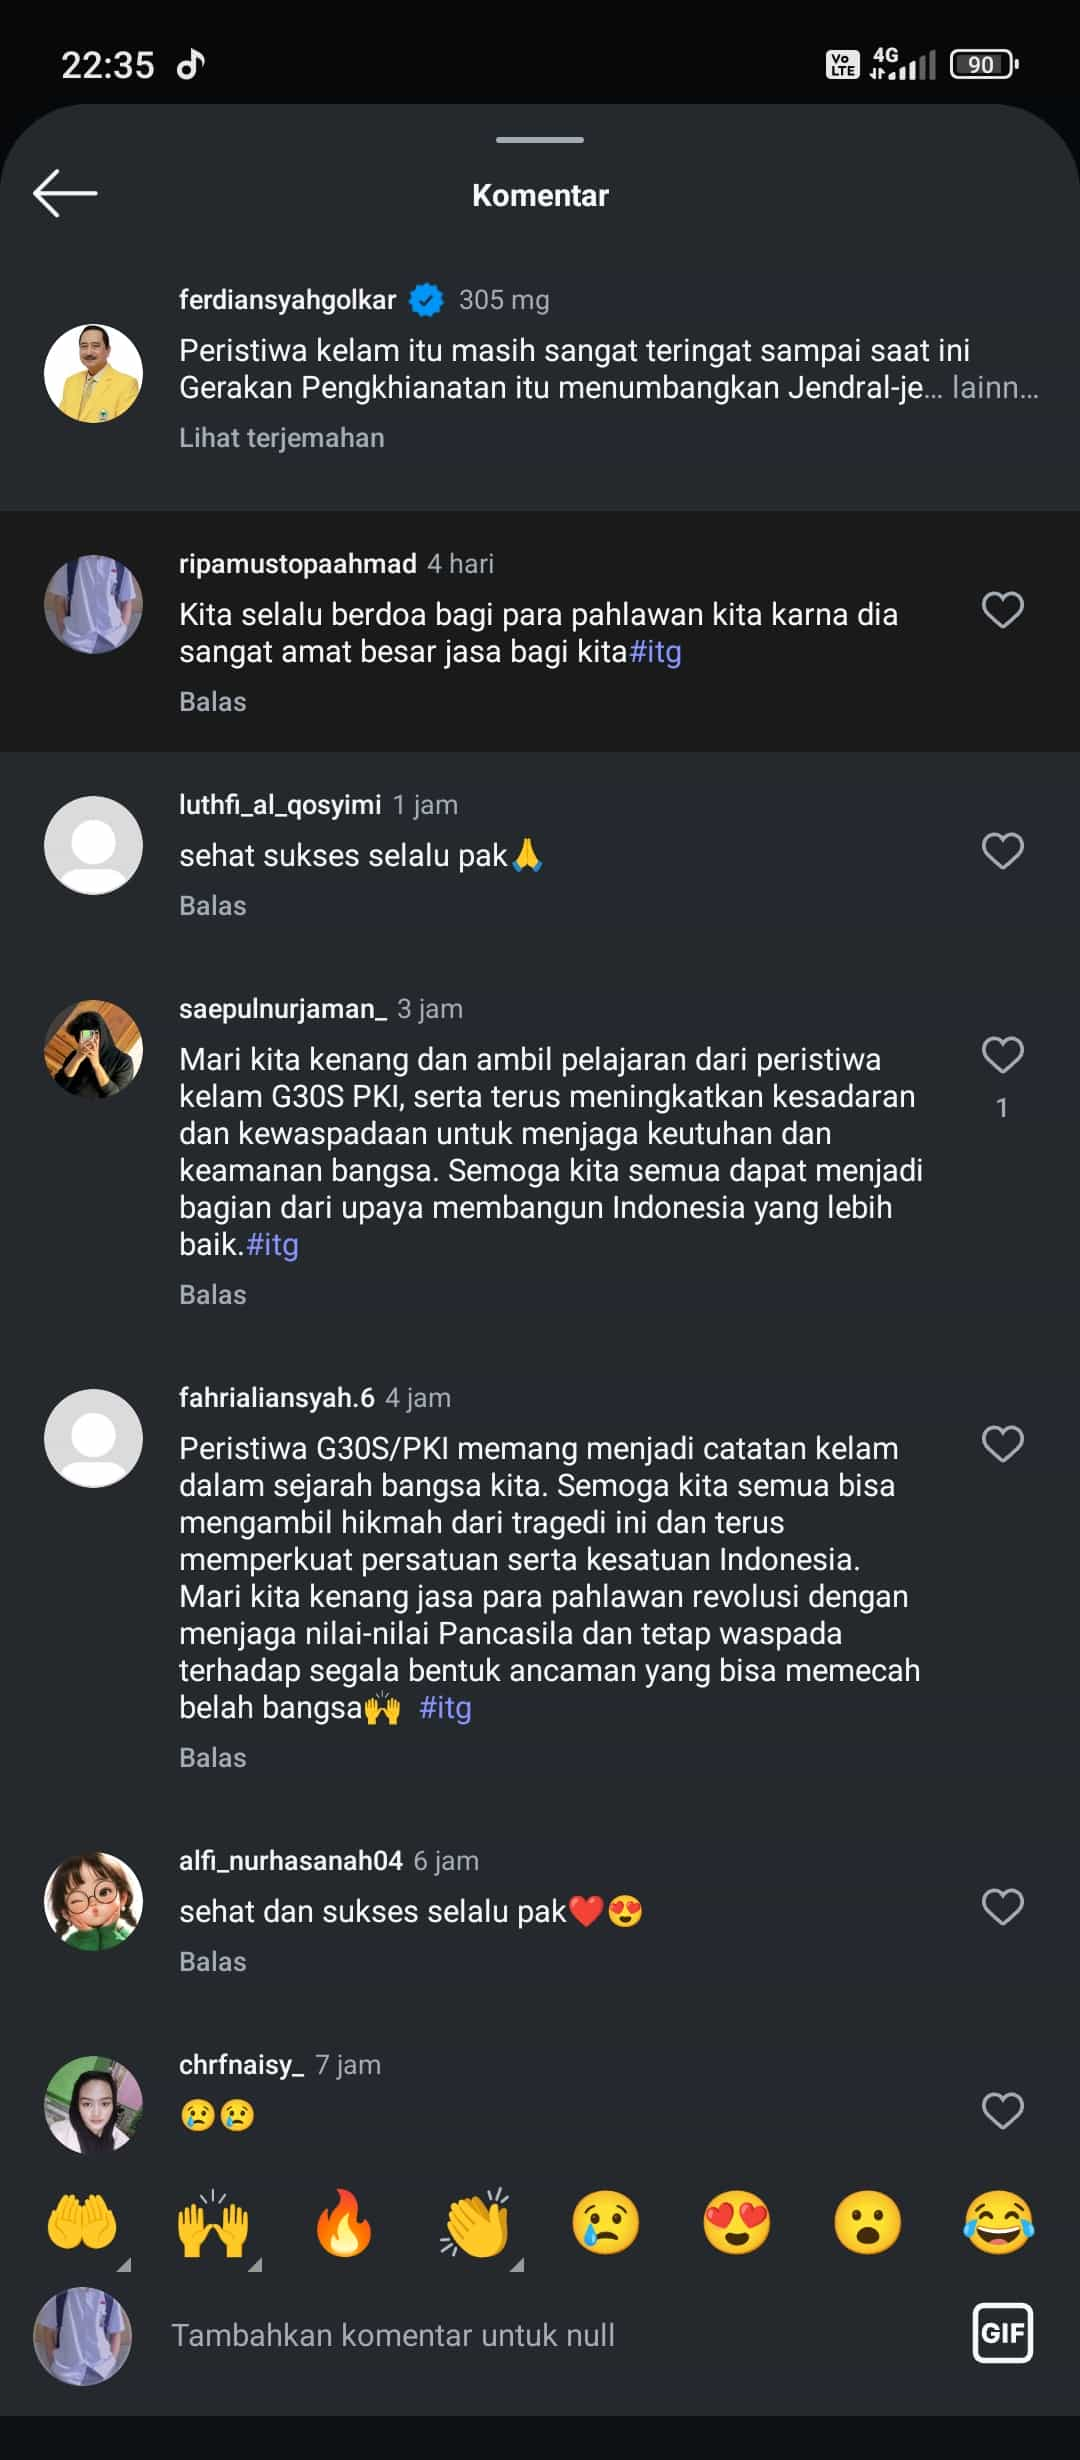 22:35
Vo LTE 4G 90
Komentar
ferdiansyahgolkar 305 mg
Peristiwa kelam itu masih sangat teringat sampai saat ini
Gerakan Pengkhianatan itu menumbangkan Jendral-je... lainn...
Lihat terjemahan
ripamustopaahmad 4 hari
Kita selalu berdoa bagi para pahlawan kita karna dia
sangat amat besar jasa bagi kita#itg
Balas
luthfi_al_qosyimi 1 jam
sehat sukses selalu pak🙏
Balas
saepulnurjaman_ 3 jam
Mari kita kenang dan ambil pelajaran dari peristiwa
kelam G30S PKI, serta terus meningkatkan kesadaran
dan kewaspadaan untuk menjaga keutuhan dan
keamanan bangsa. Semoga kita semua dapat menjadi
bagian dari upaya membangun Indonesia yang lebih
baik.#itg
1
Balas
fahrialiansyah.6 4 jam
Peristiwa G30S/PKI memang menjadi catatan kelam
dalam sejarah bangsa kita. Semoga kita semua bisa
mengambil hikmah dari tragedi ini dan terus
memperkuat persatuan serta kesatuan Indonesia.
Mari kita kenang jasa para pahlawan revolusi dengan
menjaga nilai-nilai Pancasila dan tetap waspada
terhadap segala bentuk ancaman yang bisa memecah
belah bangsa🙌 #itg
Balas
alfi_nurhasanah04 6 jam
sehat dan sukses selalu pak❤️😍
Balas
chrfnaisy_ 7 jam
😢😢
Tambahkan komentar untuk null
GIF